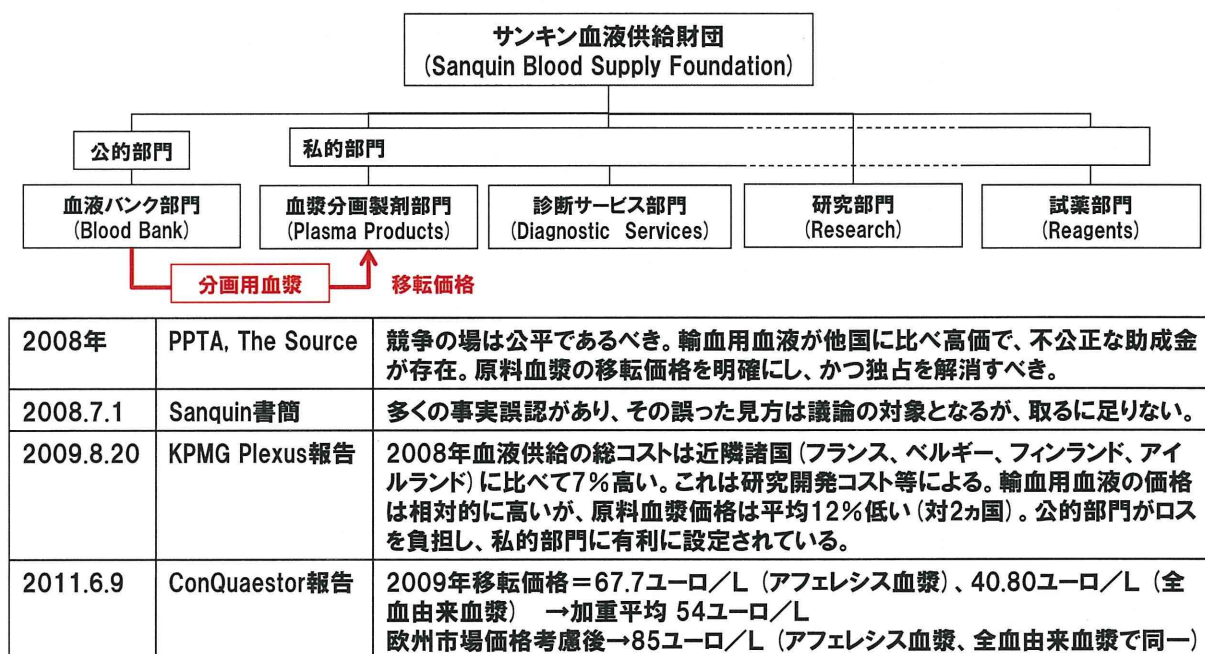 サンキン血液供給財団
(Sanquin Blood Supply Foundation)
公的部門
私的部門
血液バンク部門
(Blood Bank)
血漿分画製剤部門
(Plasma Products)
診断サービス部門
(Diagnostic Services)
研究部門
(Research)
試薬部門
(Reagents)
分画用血漿
移転価格
2008年
PPTA, The Source
競争の場は公平であるべき。輸血用血液が他国に比べ高価で、不公正な助成金
が存在。原料血漿の移転価格を明確にし、かつ独占を解消すべき。
2008.7.1
Sanquin書簡
多くの事実誤認があり、その誤った見方は議論の対象となるが、取るに足りない。
2009.8.20
KPMG Plexus報告
2008年血液供給の総コストは近隣諸国(フランス、ベルギー、フィンランド、アイ
ルランド)に比べて7%高い。これは研究開発コスト等による。輸血用血液の価格
は相対的に高いが、原料血漿価格は平均12%低い(対2ヵ国)。公的部門がロス
を負担し、私的部門に有利に設定されている。
2011.6.9
ConQuaestor報告
2009年移転価格=67.7ユーロ/L (アフェレシス血漿)、40.80ユーロ/L (全
血由来血漿) →加重平均 54ユーロ/L
欧州市場価格考慮後→85ユーロ/L (アフェレシス血漿、全血由来血漿で同一)